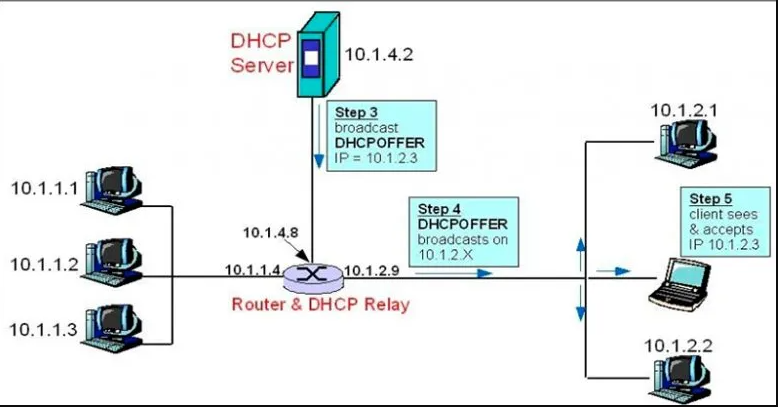 DHCP
Server
10.1.4.2
Step 3
broadcast
DHCPOFFER
IP = 10.1.2.3
10.1.2.1
10.1.1.1
Step 4
DHCPOFFER
broadcasts on
10.1.2.X
Step 5
client sees
& accepts
IP 10.1.2.3
10.1.4.8
10.1.1.2
10.1.1.4
10.1.2.9
Router & DHCP Relay
10.1.1.3
10.1.2.2